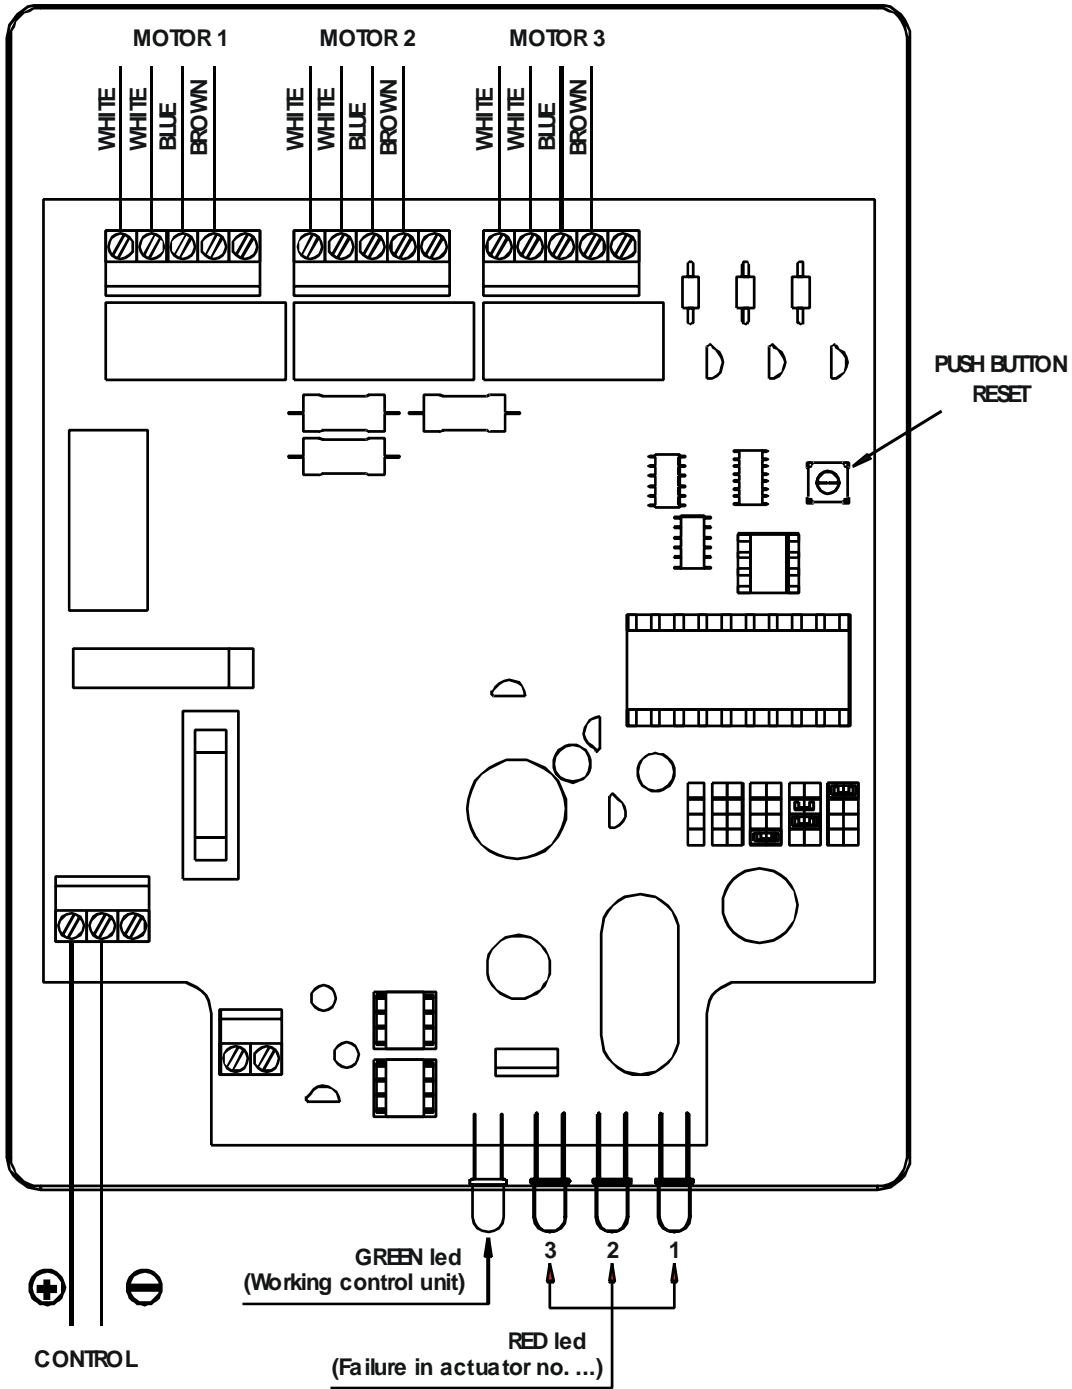 MOTOR 1
MOTOR 2
MOTOR 3
WHITE
WHITE
BLUE
BROWN
WHITE
WHITE
BLUE
BROWN
WHITE
WHITE
BLUE
BROWN
PUSH BUTTON
RESET
3
2
1
GREEN led
(Working control unit)
RED led
(Failure in actuator no. ...)
+
−
CONTROL